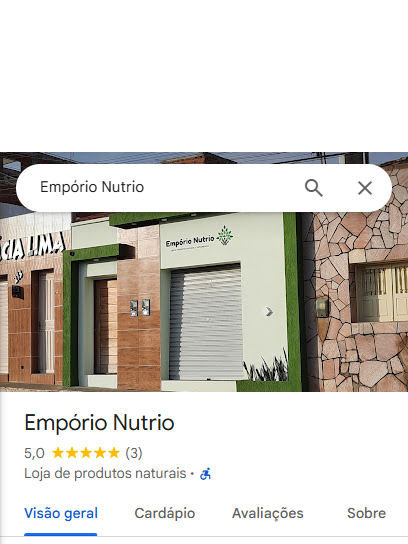 Empório Nutrio
CIA LIMA
Empório Nutrio
Empório Nutrio
5,0 (3)
Loja de produtos naturais ·
Visão geral Cardápio Avaliações Sobre